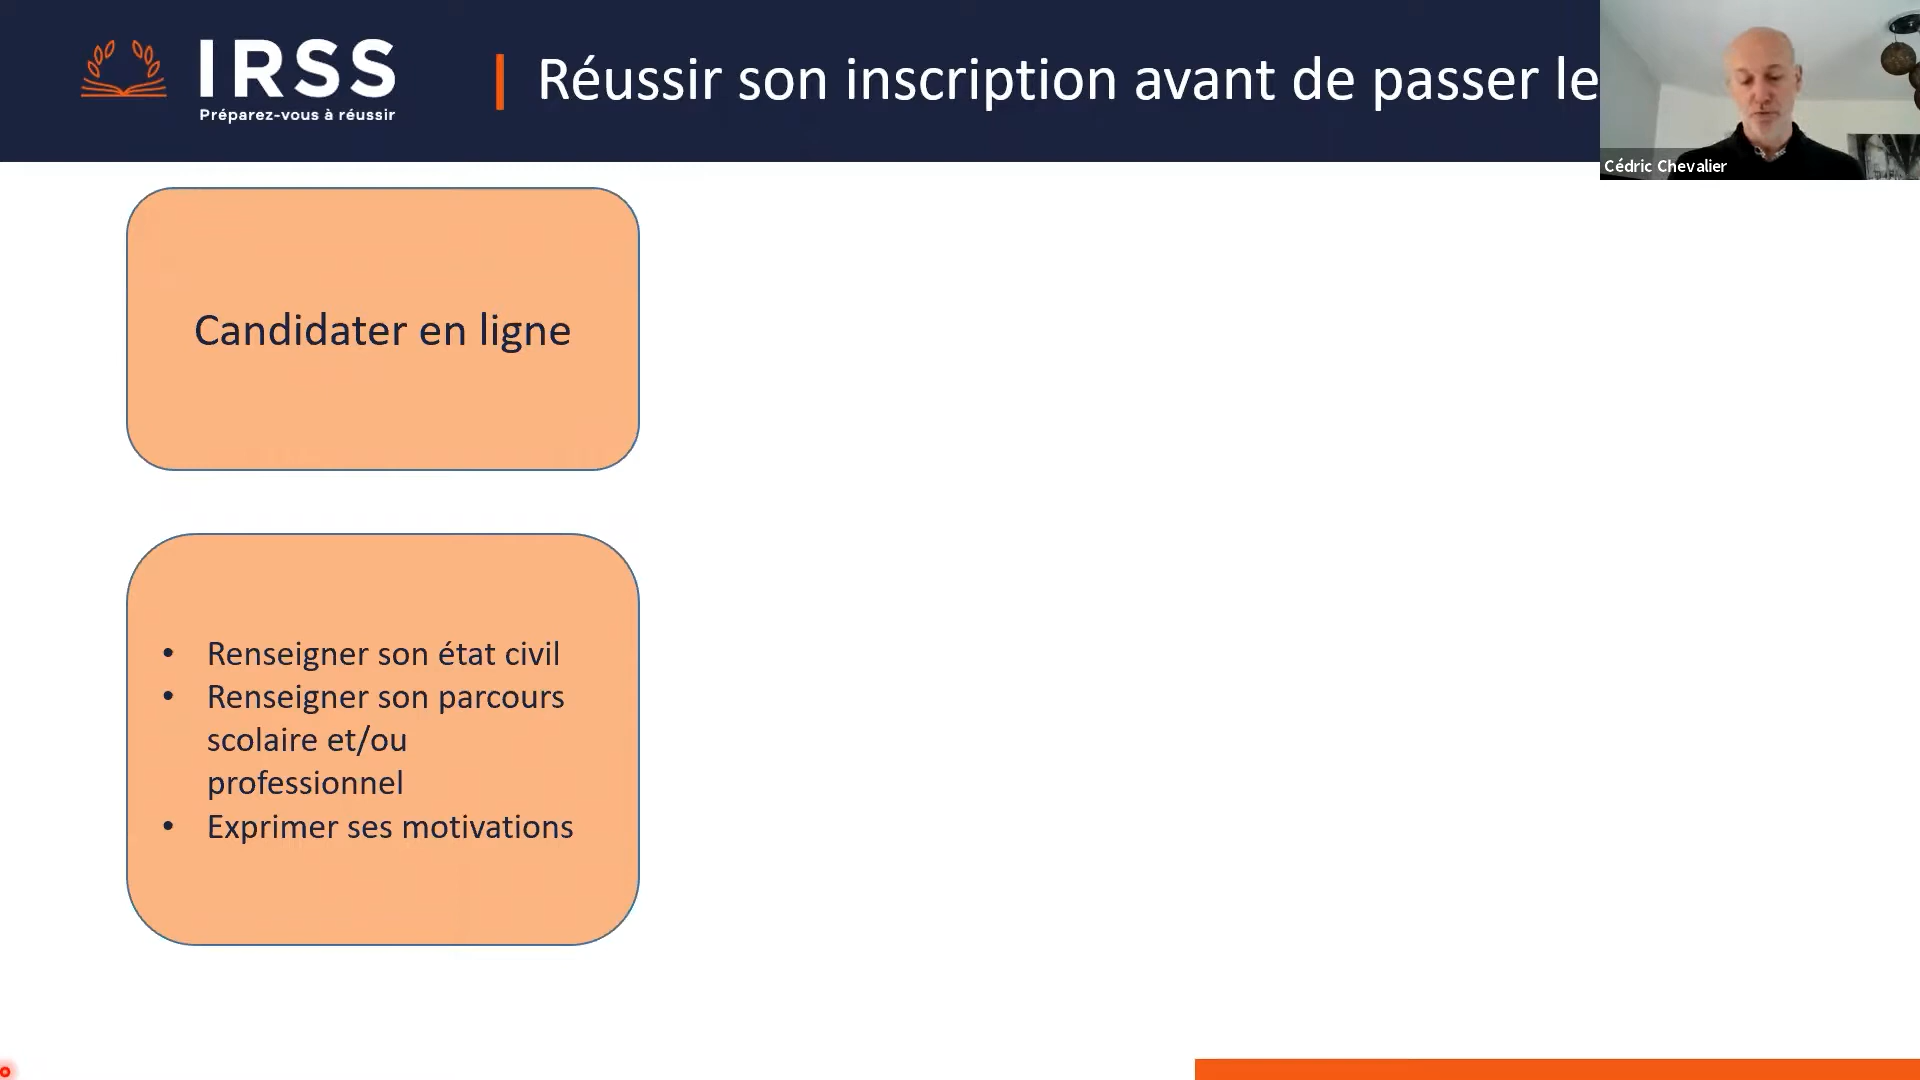 IRSS
Préparez-vous à réussir
Réussir son inscription avant de passer le
Cédric Chevalier
Candidater en ligne
• Renseigner son état civil
• Renseigner son parcours
scolaire et/ou
professionnel
• Exprimer ses motivations